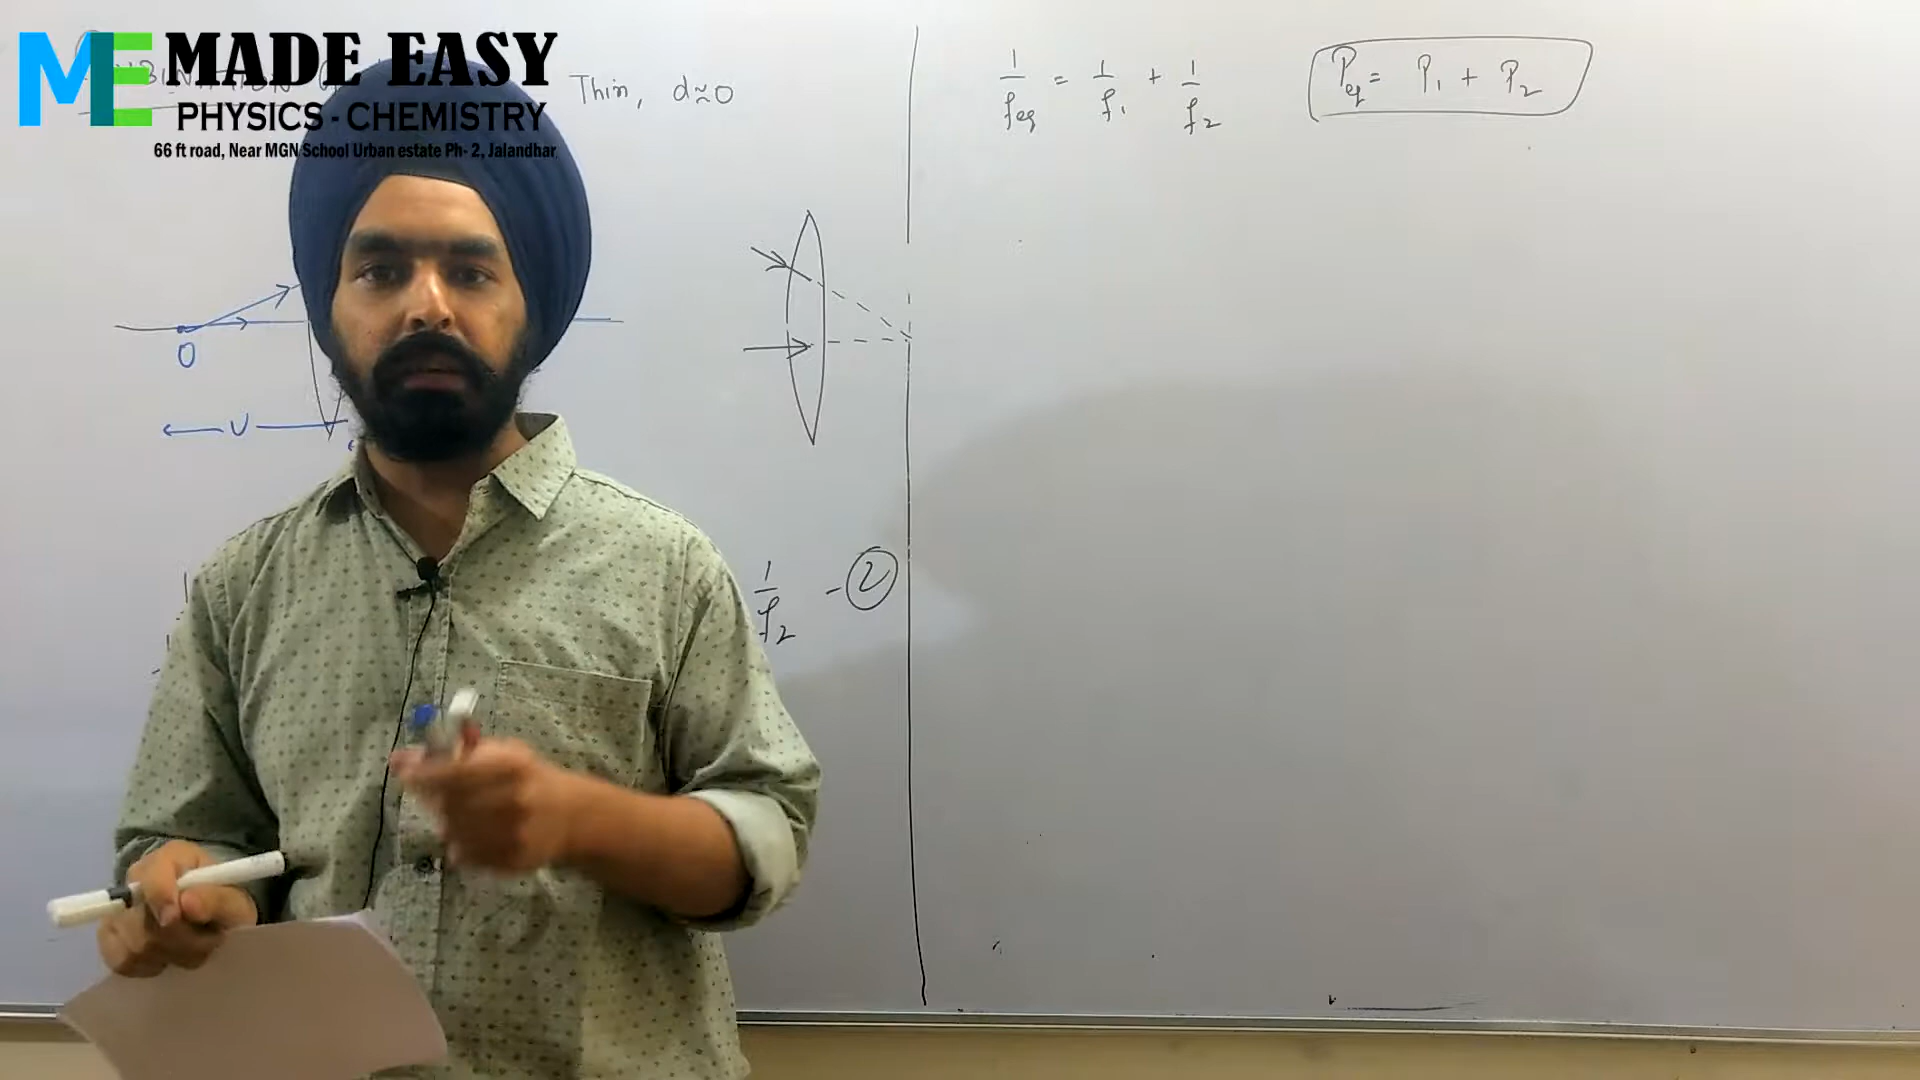 ME MADE EASY
PHYSICS - CHEMISTRY
66 ft road, Near MGN School Urban estate Ph- 2, Jalandhar
Thin, d≈0
O
U
1/f₂ - ②
1/feq = 1/f₁ + 1/f₂
Peq = P₁ + P₂